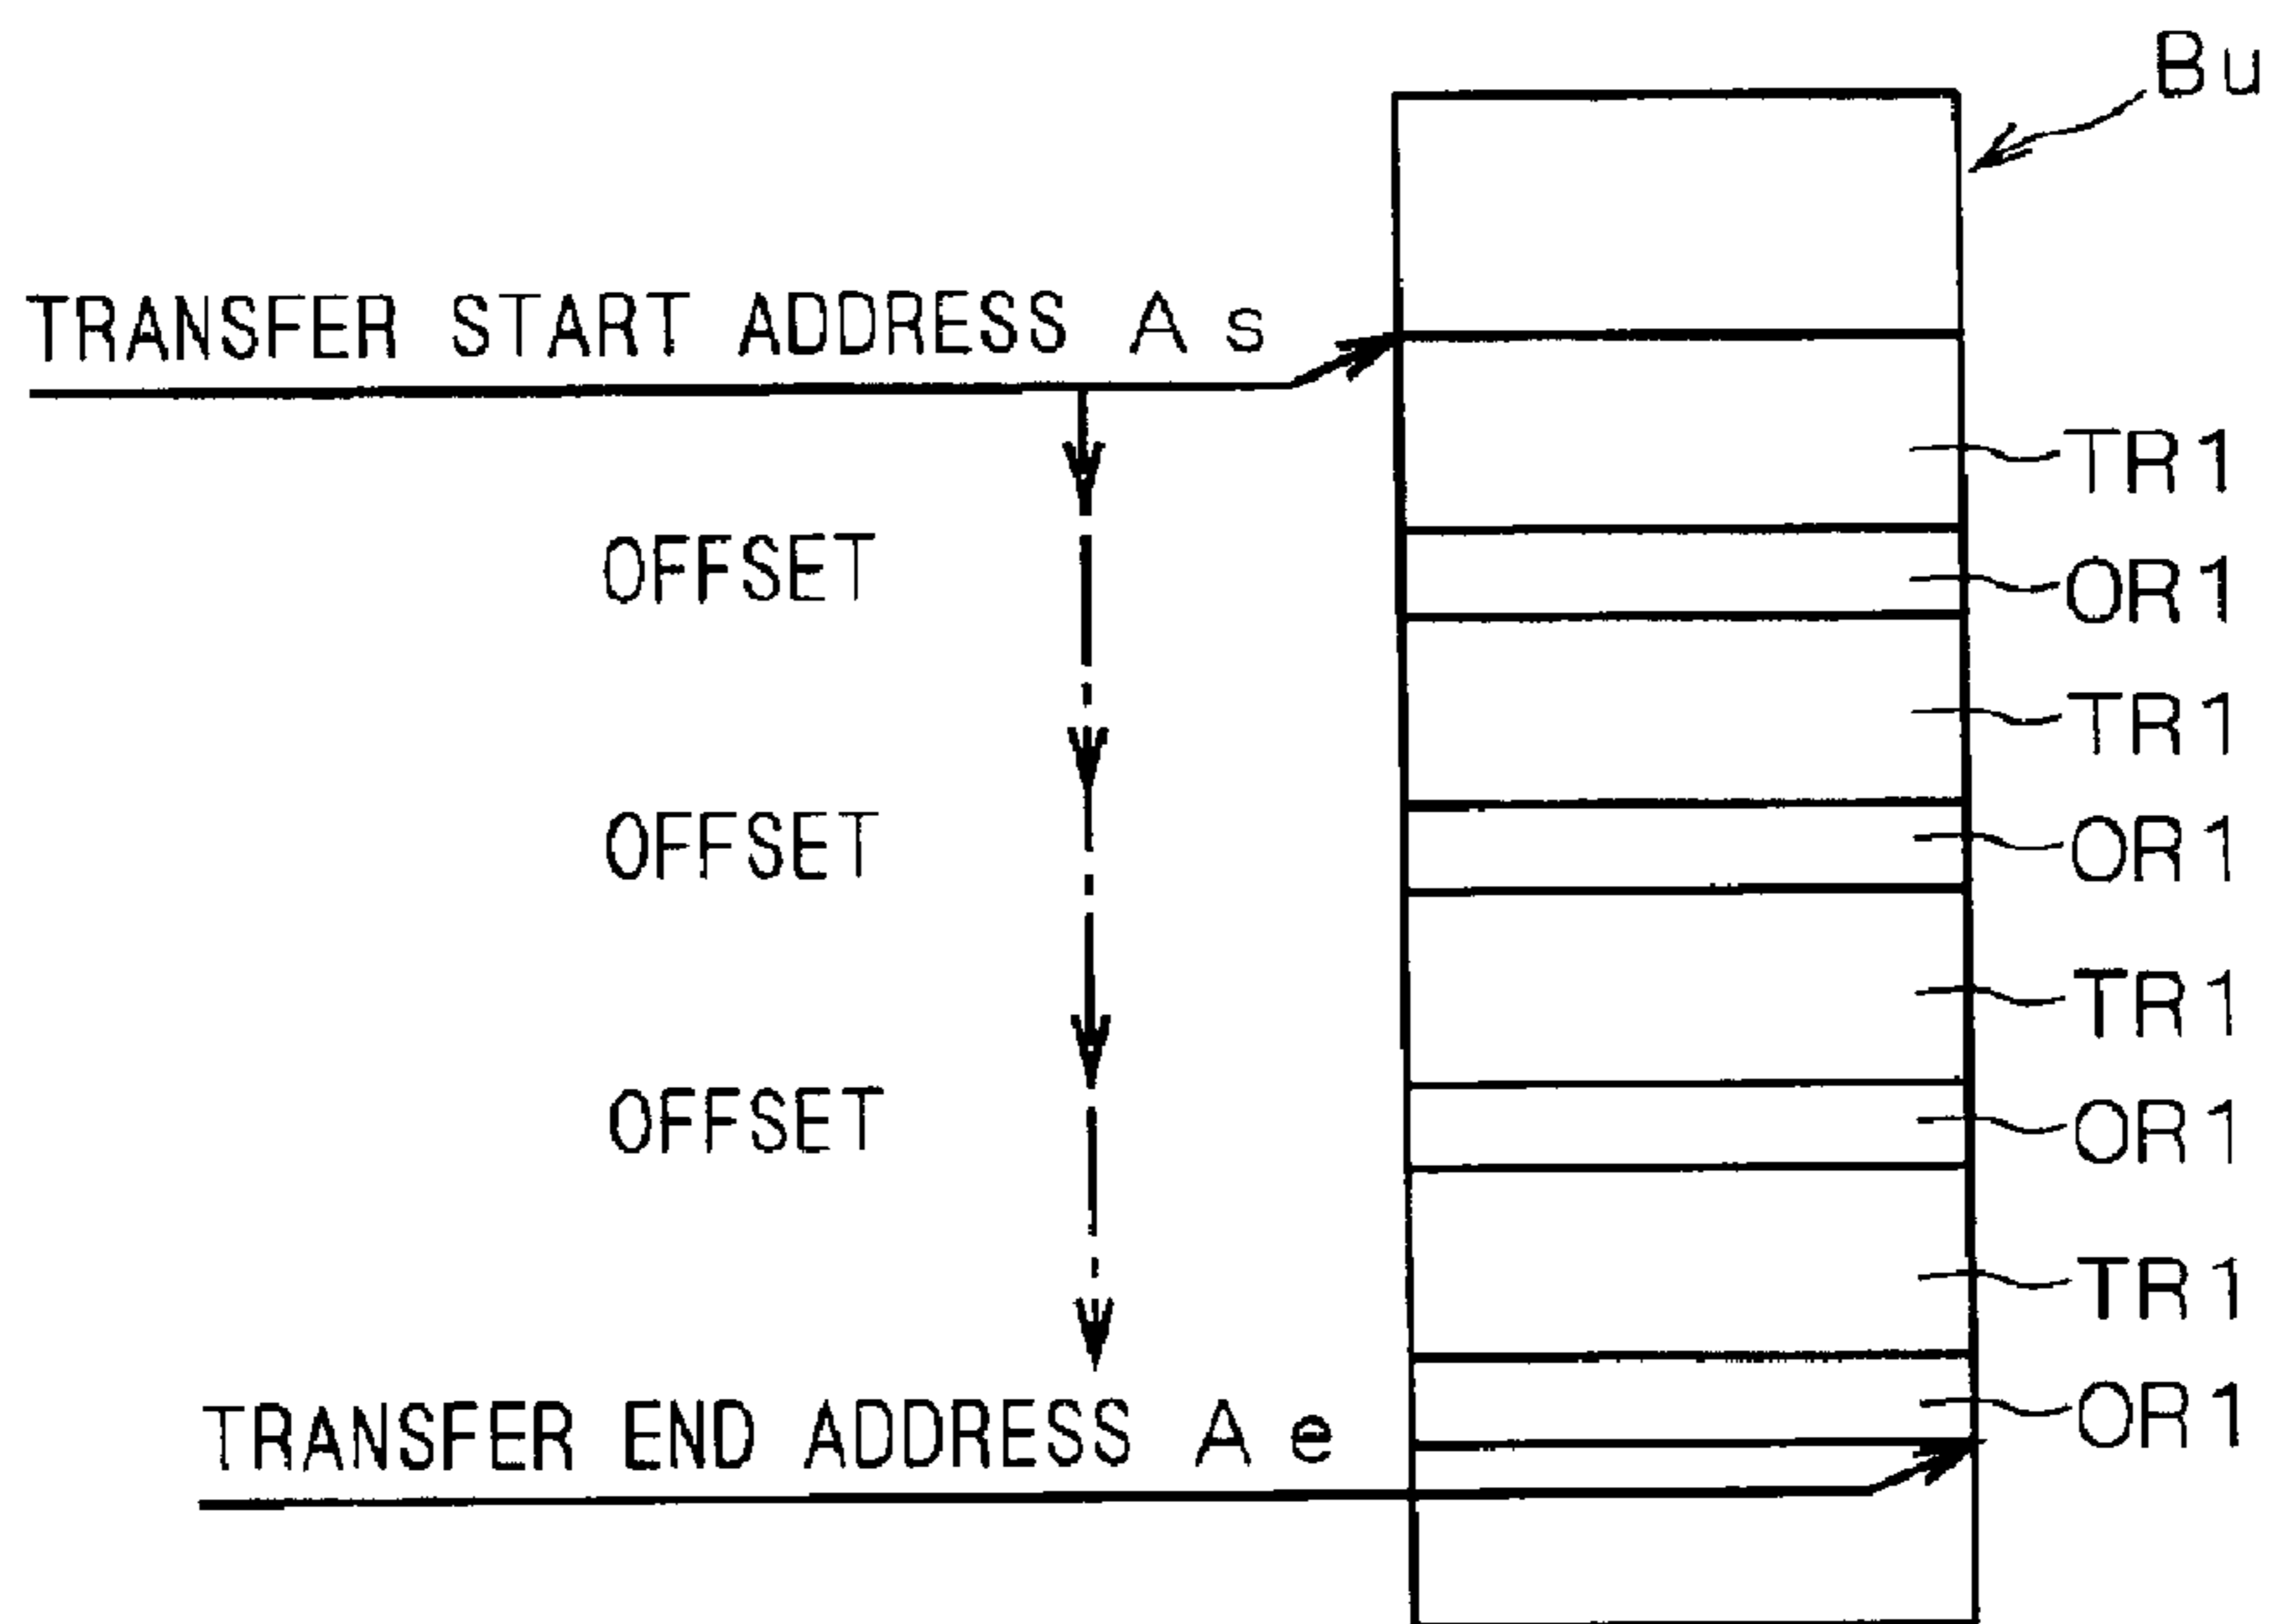 Bu
TRANSFER START ADDRESS As
TR1
OFFSET
OR1
TR1
OFFSET
OR1
TR1
OFFSET
OR1
TR1
OR1
TRANSFER END ADDRESS Ae